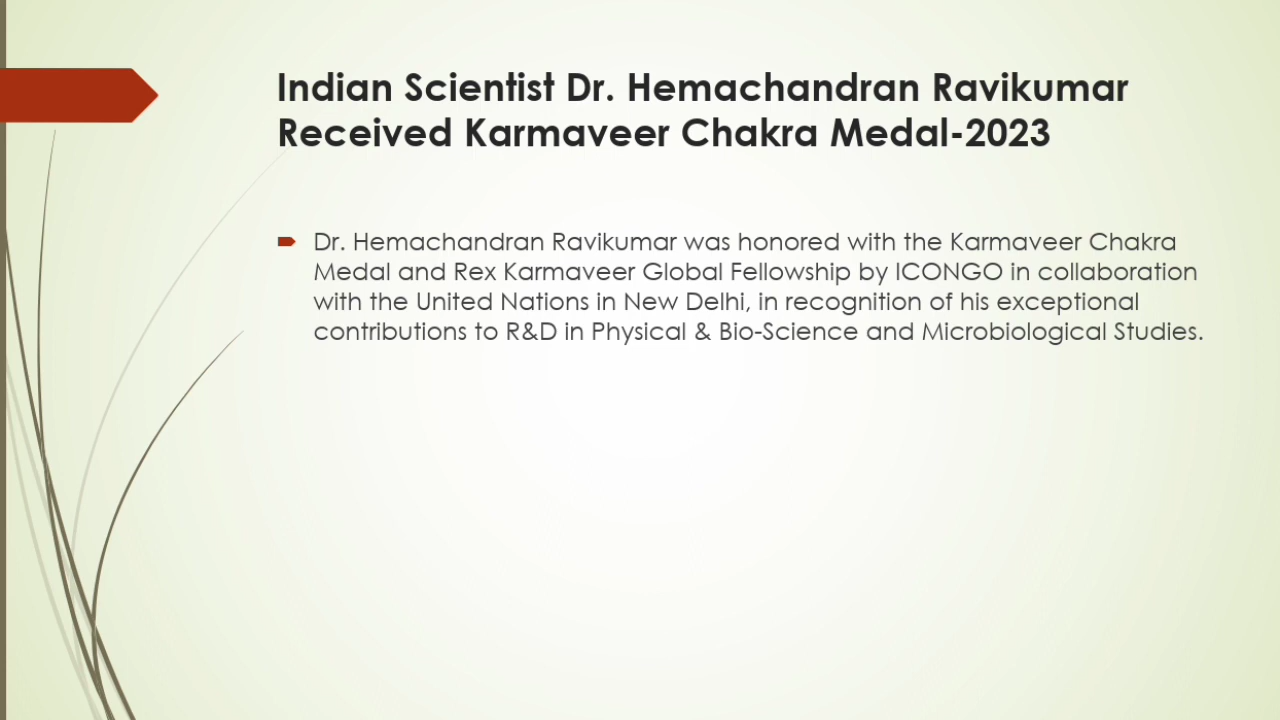 Indian Scientist Dr. Hemachandran Ravikumar
Received Karmaveer Chakra Medal-2023
Dr. Hemachandran Ravikumar was honored with the Karmaveer Chakra
Medal and Rex Karmaveer Global Fellowship by ICONGO in collaboration
with the United Nations in New Delhi, in recognition of his exceptional
contributions to R&D in Physical & Bio-Science and Microbiological Studies.